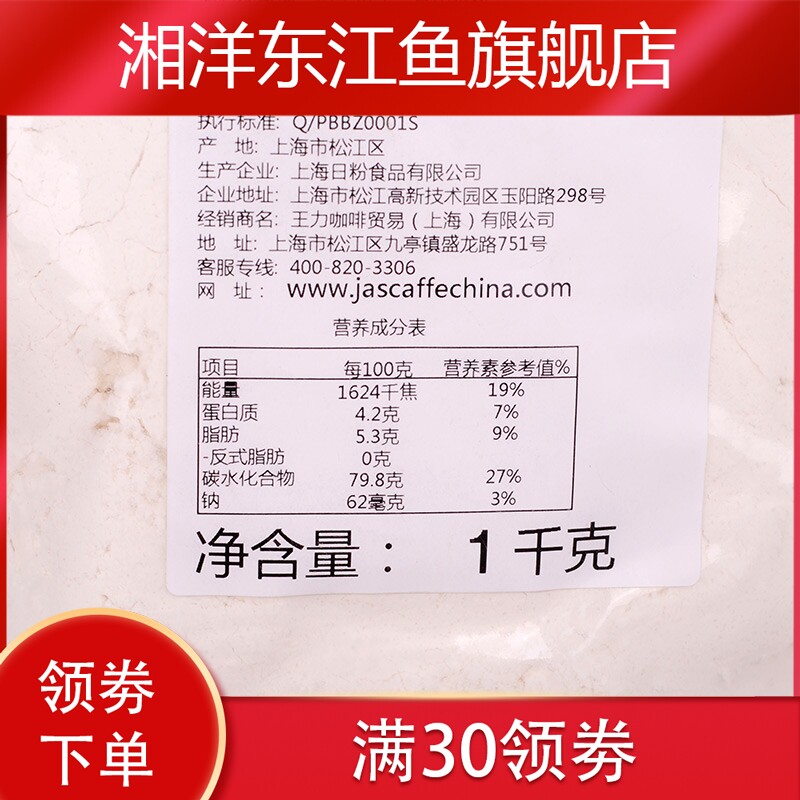 湘洋东江鱼旗舰店
执行标准: Q/PBBZ0001S
产 地: 上海市松江区
生产企业: 上海日粉食品有限公司
企业地址: 上海市松江高新技术园区玉阳路298号
经销商名: 王力咖啡贸易(上海)有限公司
地 址: 上海市松江区九亭镇盛龙路751号
客服专线: 400-820-3306
网 址: www.jascaffechina.com
营养成分表
项目 每100克 营养素参考值%
能量 1624千焦 19%
蛋白质 4.2克 7%
脂肪 5.3克 9%
-反式脂肪 0克
碳水化合物 79.8克 27%
钠 62毫克 3%
净含量: 1千克
领券
下单
满30领券